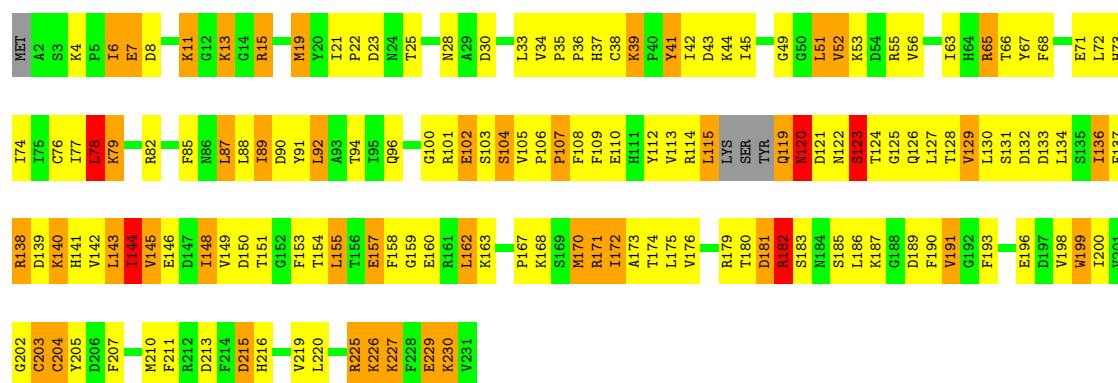 MET A2 S3 K4 P5 I6 E7 D8 K11 G12 K13 G14 R15 M19 Y20 I21 P22 D23 N24 T25 N28 A29 D30 L33 V34 P35 P36 H37 C38 K39 P40 Y41 I42 D43 K44 I45 G49 G50 L51 V52 K53 D54 R55 V56 I63 H64 R65 T66 Y67 F68 E71 L72 H73
I74 I75 C76 I77 L78 K79 R82 F85 N86 L87 L88 I89 D90 Y91 L92 A93 T94 I95 Q96 G100 R101 E102 S103 S104 V105 P106 P107 F108 F109 E110 H111 Y112 V113 R114 L115 LYS SER TYR Q119 N120 D121 N122 S123 T124 G125 Q126 L127 T128 V129 L130 S131 D132 D133 L134 S135 I136 E137
R138 D139 K140 H141 V142 L143 I144 V145 E146 D147 I148 V149 D150 T151 G152 F153 T154 L155 T156 E157 F158 G159 E160 R161 L162 K163 P167 K168 S169 M170 R171 I172 A173 T174 L175 V176 R179 T180 D181 R182 S183 N184 S185 L186 K187 G188 D189 F190 V191 G192 F193 E196 D197 V198 W199 I200
G202 C203 C204 Y205 D206 F207 M210 F211 R212 D213 F214 D215 H216 V219 L220 R225 K226 K227 F228 E229 K230 V231